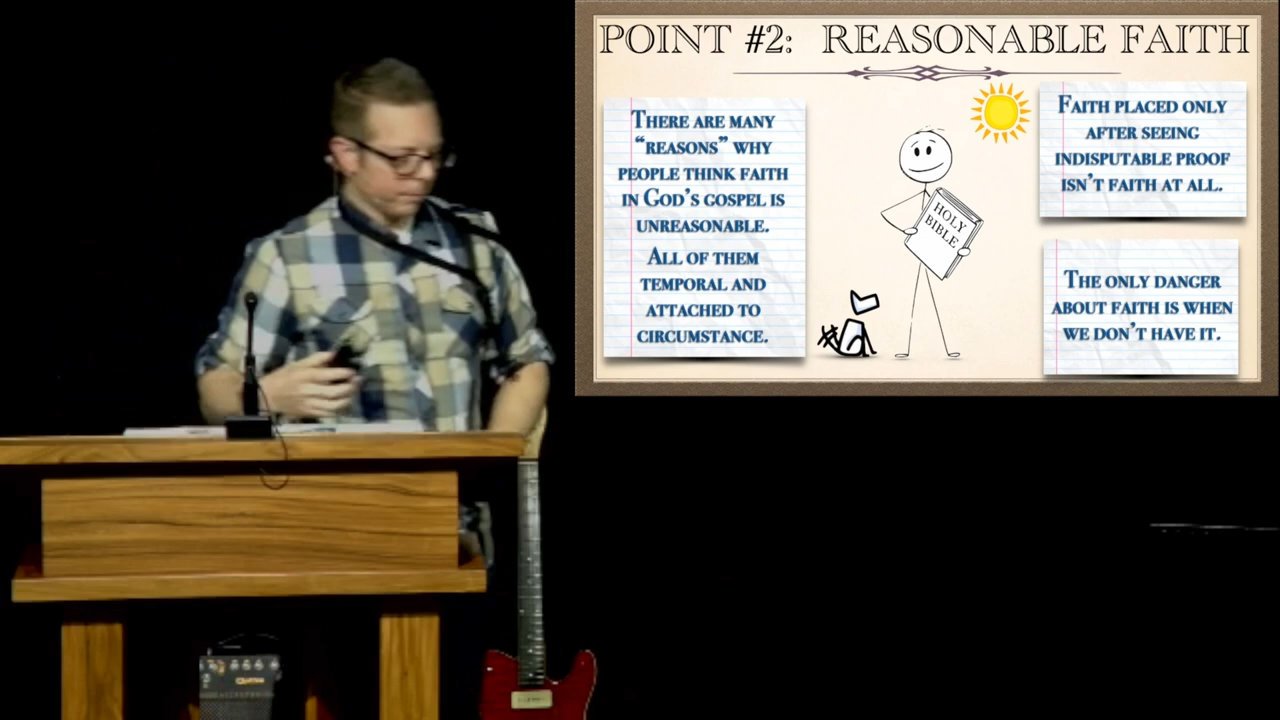 POINT #2: REASONABLE FAITH
THERE ARE MANY
“REASONS” WHY
PEOPLE THINK FAITH
IN GOD’S GOSPEL IS
UNREASONABLE.
ALL OF THEM
TEMPORAL AND
ATTACHED TO
CIRCUMSTANCE.
HOLY
BIBLE
FAITH PLACED ONLY
AFTER SEEING
INDISPUTABLE PROOF
ISN’T FAITH AT ALL.
THE ONLY DANGER
ABOUT FAITH IS WHEN
WE DON’T HAVE IT.